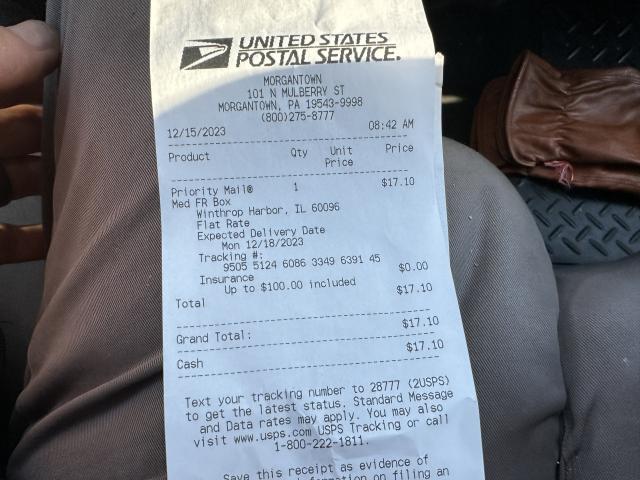 UNITED STATES
POSTAL SERVICE.
MORGANTOWN
101 N MULBERRY ST
MORGANTOWN, PA 19543-9998
(800)275-8777
12/15/2023 08:42 AM
Product Qty Unit Price
Price
Priority Mail® 1 $17.10
Med FR Box
Winthrop Harbor, IL 60096
Flat Rate
Expected Delivery Date
Mon 12/18/2023
Tracking #:
9505 5124 6086 3349 6391 45
Insurance $0.00
Up to $100.00 included
Total $17.10
Grand Total: $17.10
Cash $17.10
Text your tracking number to 28777 (2USPS)
to get the latest status. Standard Message
and Data rates may apply. You may also
visit www.usps.com USPS Tracking or call
1-800-222-1811.
Save this receipt as evidence of
information on filing an